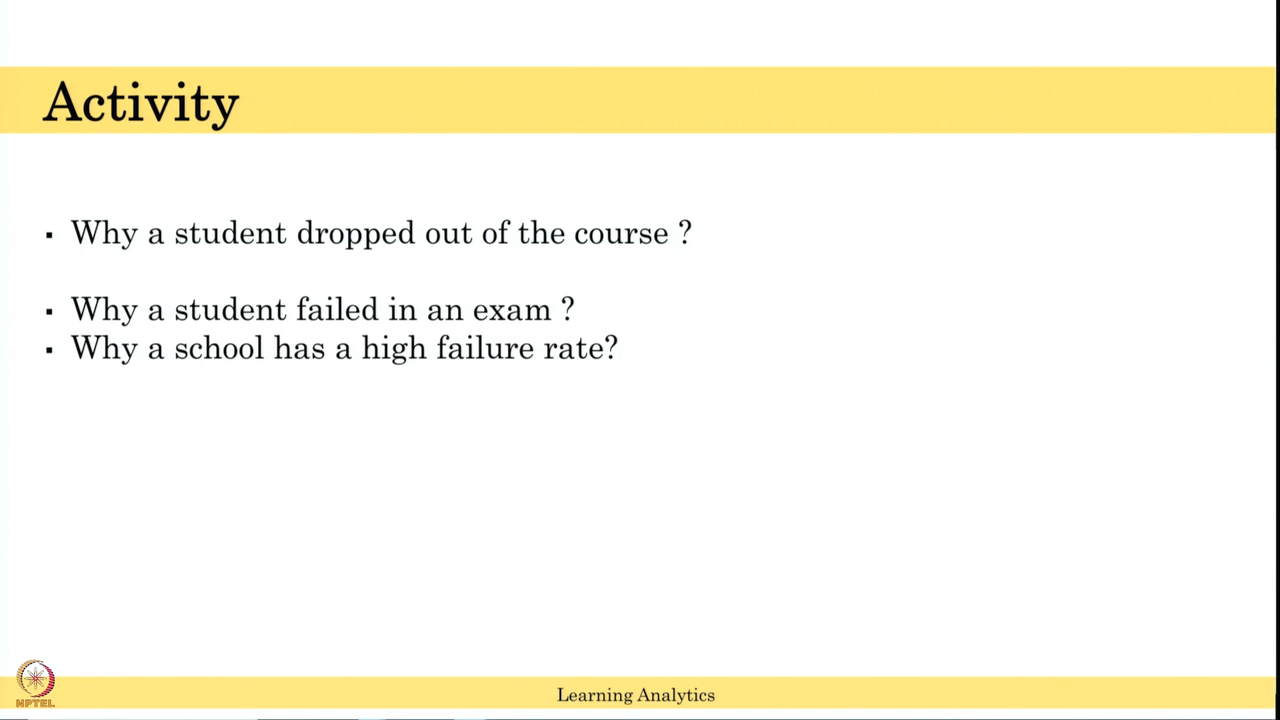 Activity
▪ Why a student dropped out of the course ?
▪ Why a student failed in an exam ?
▪ Why a school has a high failure rate?
Learning Analytics
NPTEL